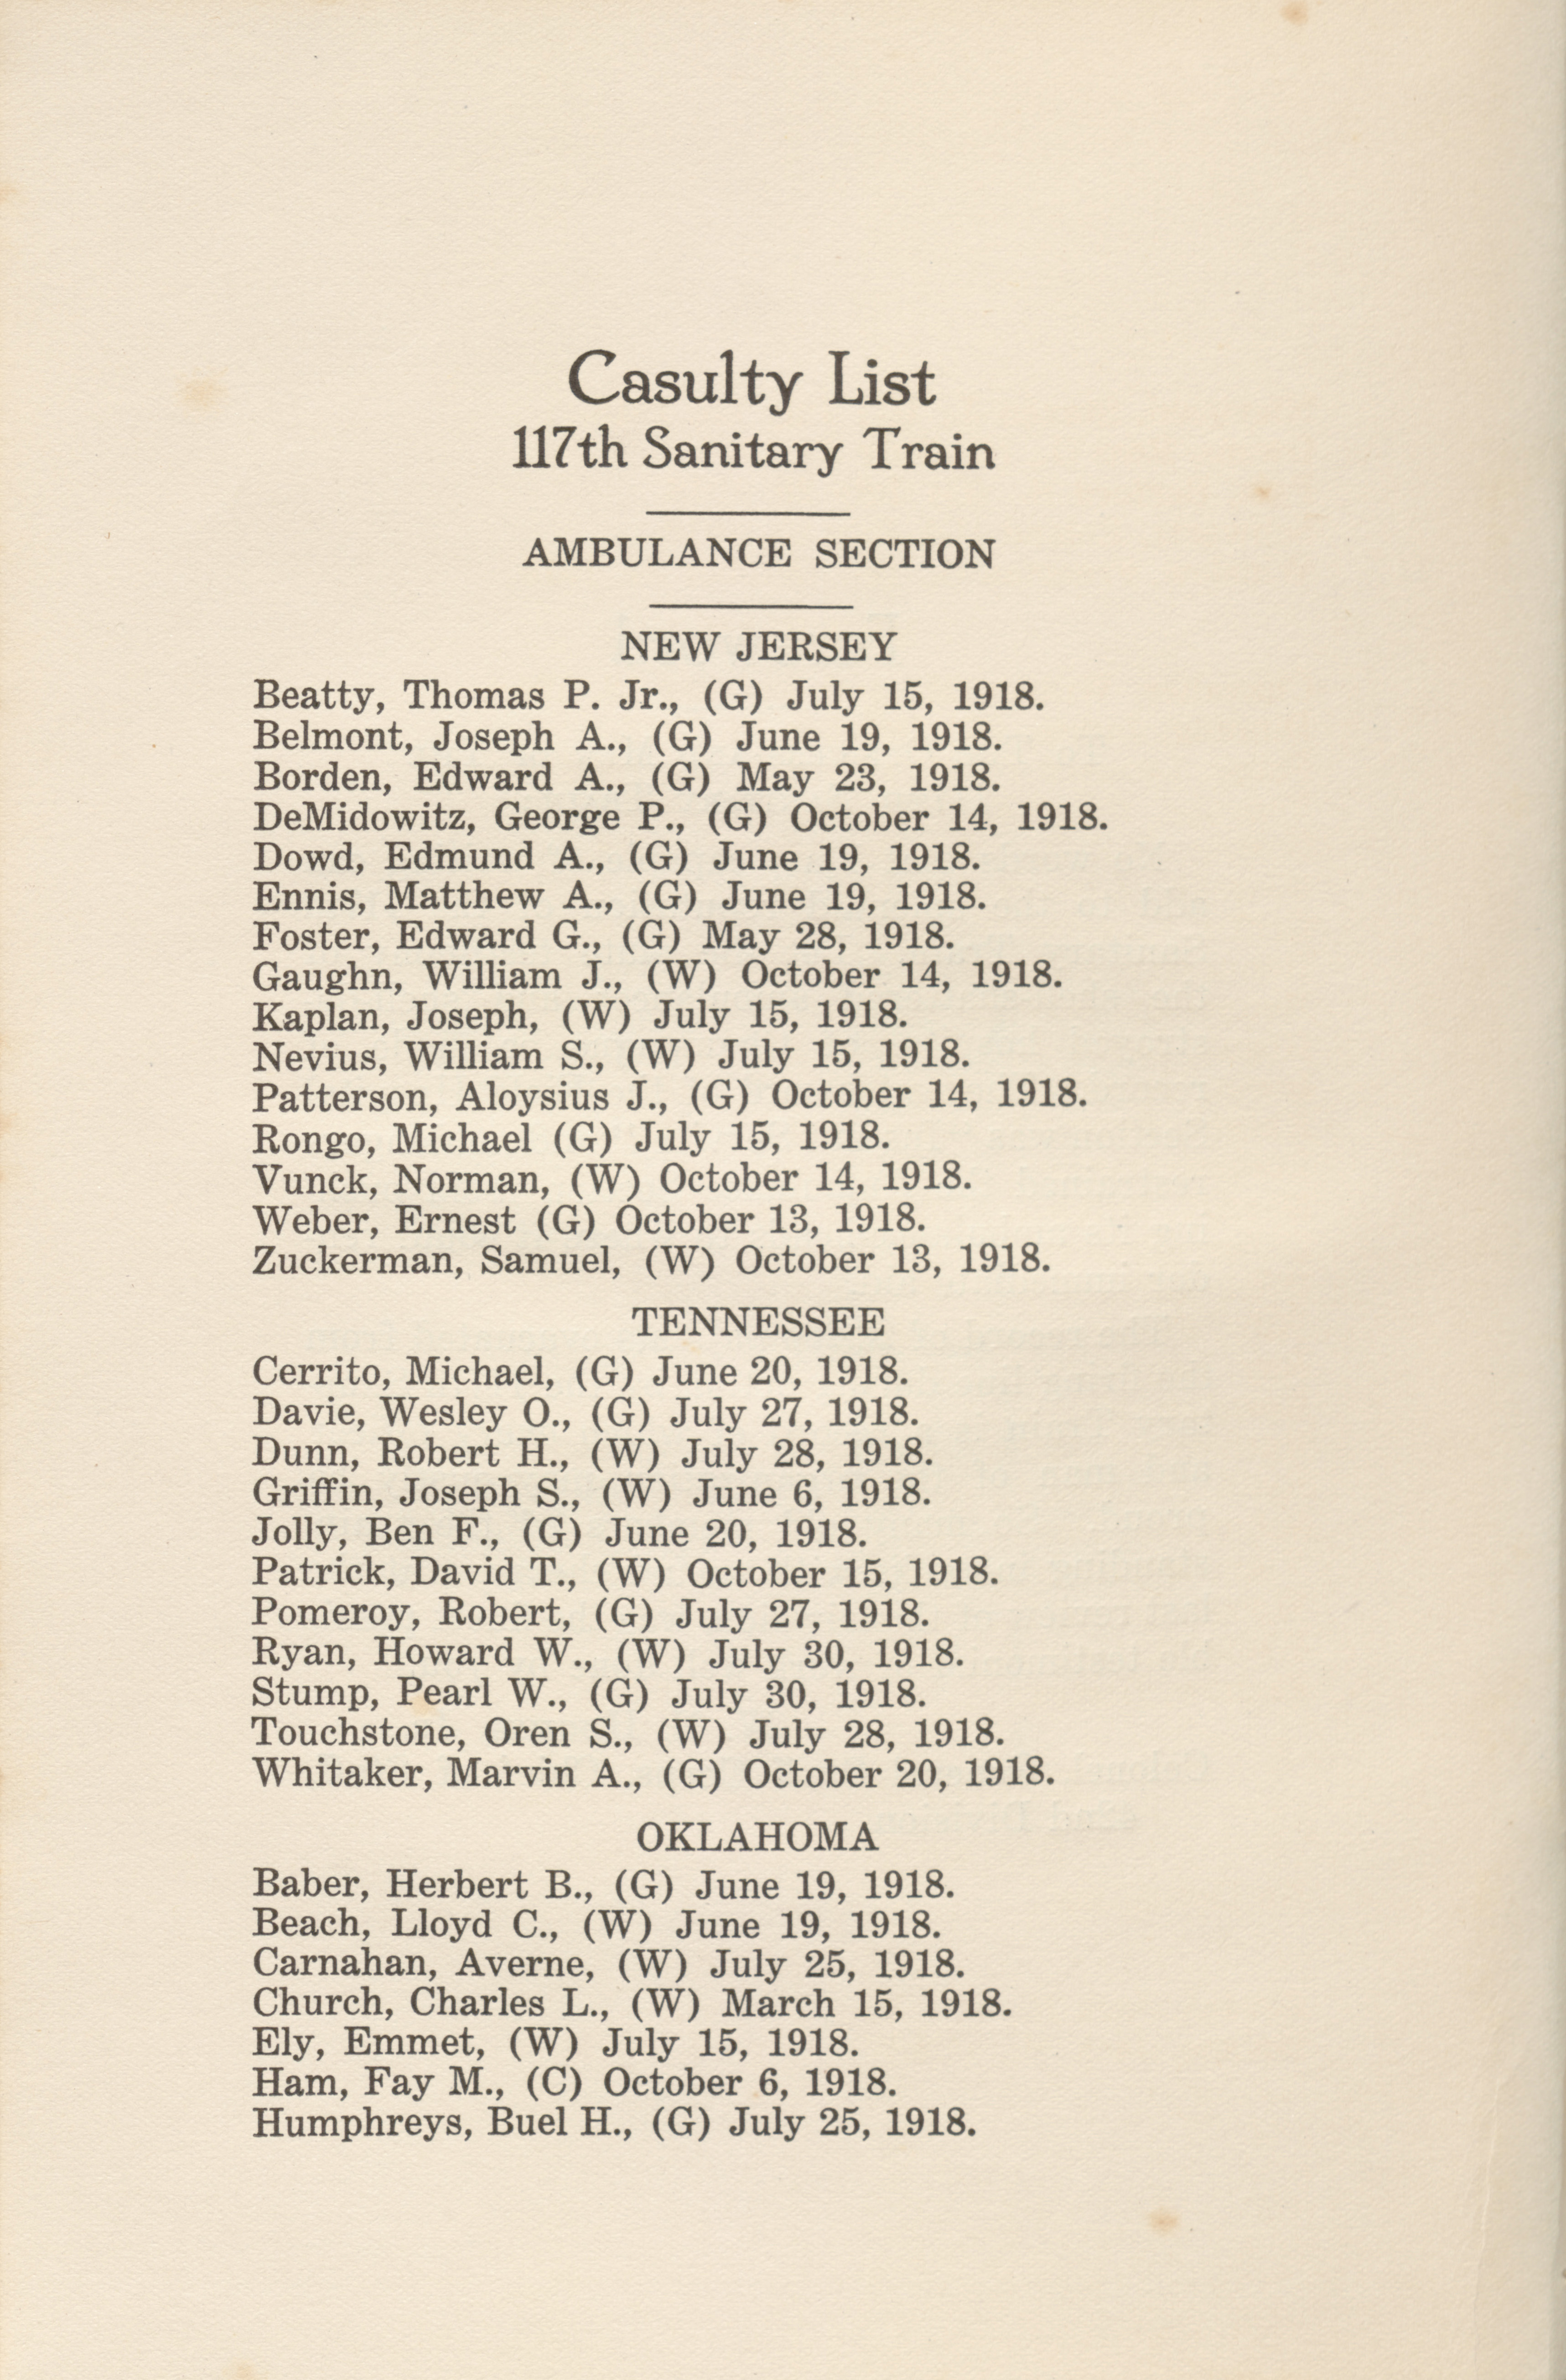 Casulty List
117th Sanitary Train
AMBULANCE SECTION
NEW JERSEY
Beatty, Thomas P. Jr., (G) July 15, 1918.
Belmont, Joseph A., (G) June 19, 1918.
Borden, Edward A., (G) May 23, 1918.
DeMidowitz, George P., (G) October 14, 1918.
Dowd, Edmund A., (G) June 19, 1918.
Ennis, Matthew A., (G) June 19, 1918.
Foster, Edward G., (G) May 28, 1918.
Gaughn, William J., (W) October 14, 1918.
Kaplan, Joseph, (W) July 15, 1918.
Nevius, William S., (W) July 15, 1918.
Patterson, Aloysius J., (G) October 14, 1918.
Rongo, Michael (G) July 15, 1918.
Vunck, Norman, (W) October 14, 1918.
Weber, Ernest (G) October 13, 1918.
Zuckerman, Samuel, (W) October 13, 1918.
TENNESSEE
Cerrito, Michael, (G) June 20, 1918.
Davie, Wesley O., (G) July 27, 1918.
Dunn, Robert H., (W) July 28, 1918.
Griffin, Joseph S., (W) June 6, 1918.
Jolly, Ben F., (G) June 20, 1918.
Patrick, David T., (W) October 15, 1918.
Pomeroy, Robert, (G) July 27, 1918.
Ryan, Howard W., (W) July 30, 1918.
Stump, Pearl W., (G) July 30, 1918.
Touchstone, Oren S., (W) July 28, 1918.
Whitaker, Marvin A., (G) October 20, 1918.
OKLAHOMA
Baber, Herbert B., (G) June 19, 1918.
Beach, Lloyd C., (W) June 19, 1918.
Carnahan, Averne, (W) July 25, 1918.
Church, Charles L., (W) March 15, 1918.
Ely, Emmet, (W) July 15, 1918.
Ham, Fay M., (C) October 6, 1918.
Humphreys, Buel H., (G) July 25, 1918.